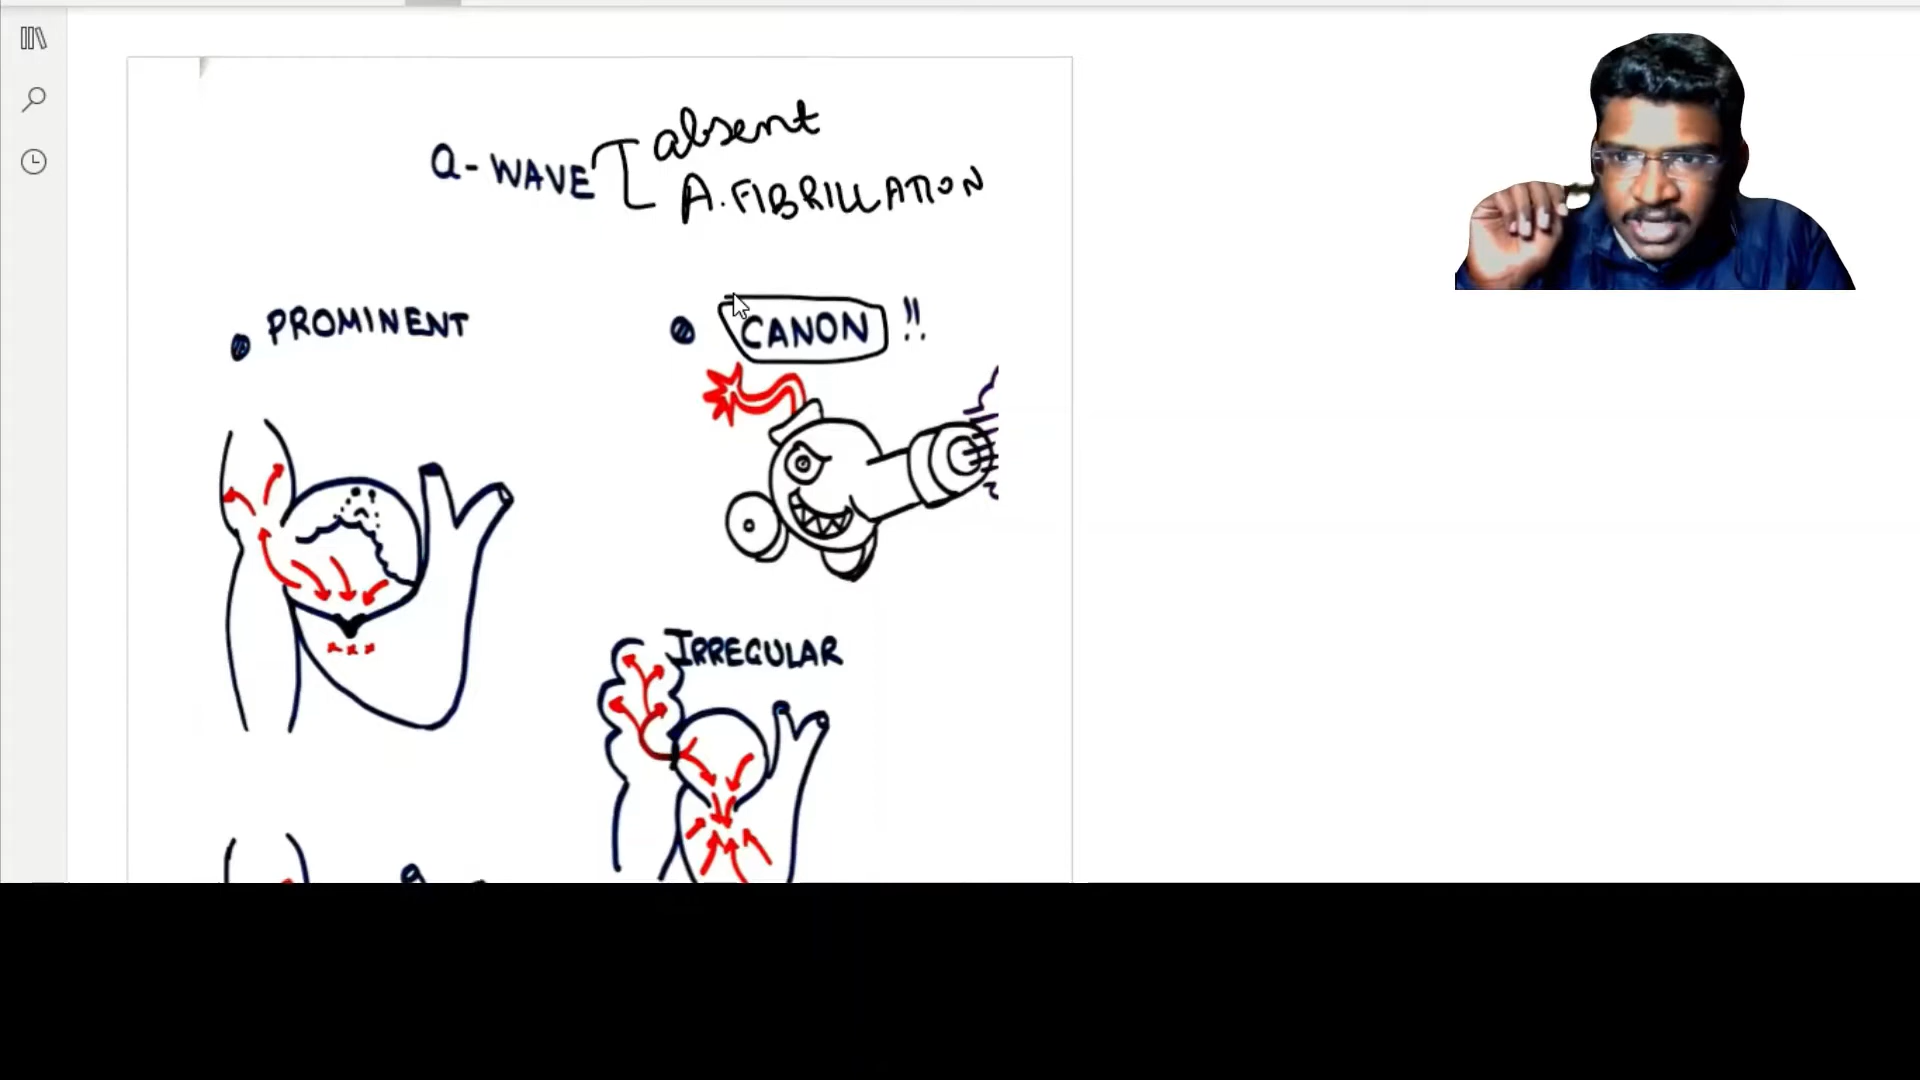 a-WAVE
absent
A.FIBRILLATION
PROMINENT
CANON !!
IRREGULAR